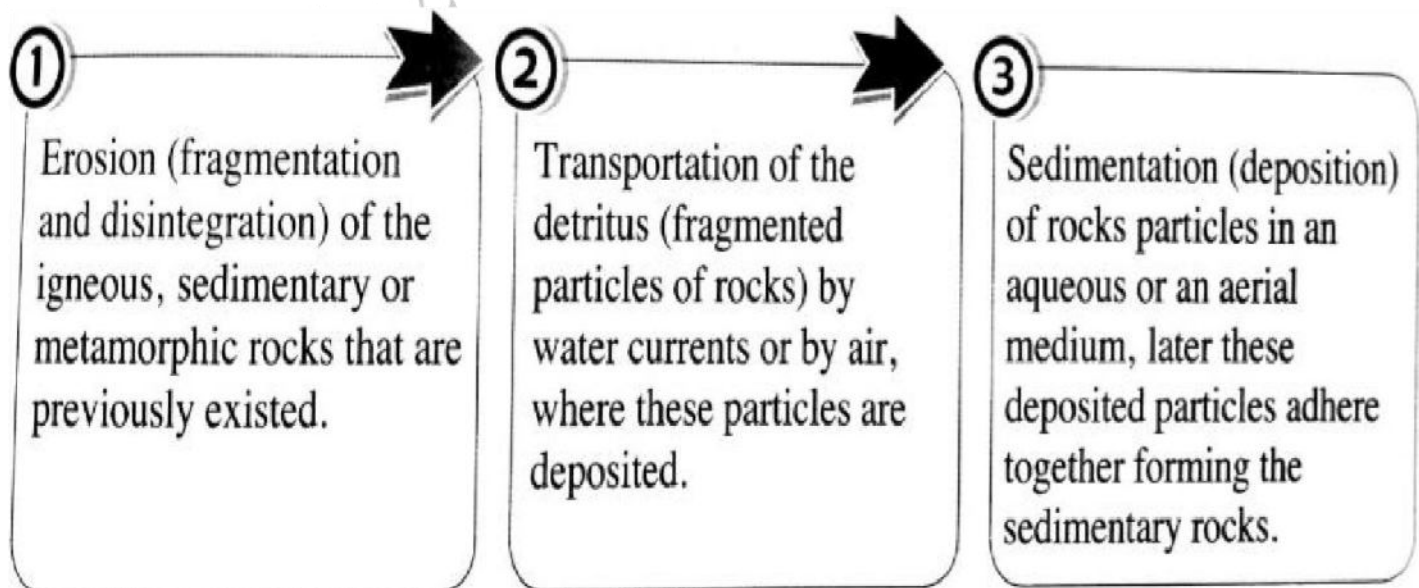 1
Erosion (fragmentation
and disintegration) of the
igneous, sedimentary or
metamorphic rocks that are
previously existed.
2
Transportation of the
detritus (fragmented
particles of rocks) by
water currents or by air,
where these particles are
deposited.
3
Sedimentation (deposition)
of rocks particles in an
aqueous or an aerial
medium, later these
deposited particles adhere
together forming the
sedimentary rocks.